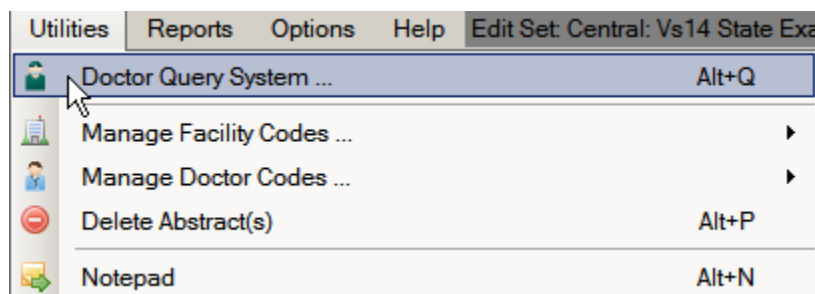 Utilities Reports Options Help Edit Set: Central: Vs14 State Exa
Doctor Query System ... Alt+Q
Manage Facility Codes ...
Manage Doctor Codes ...
Delete Abstract(s) Alt+P
Notepad Alt+N